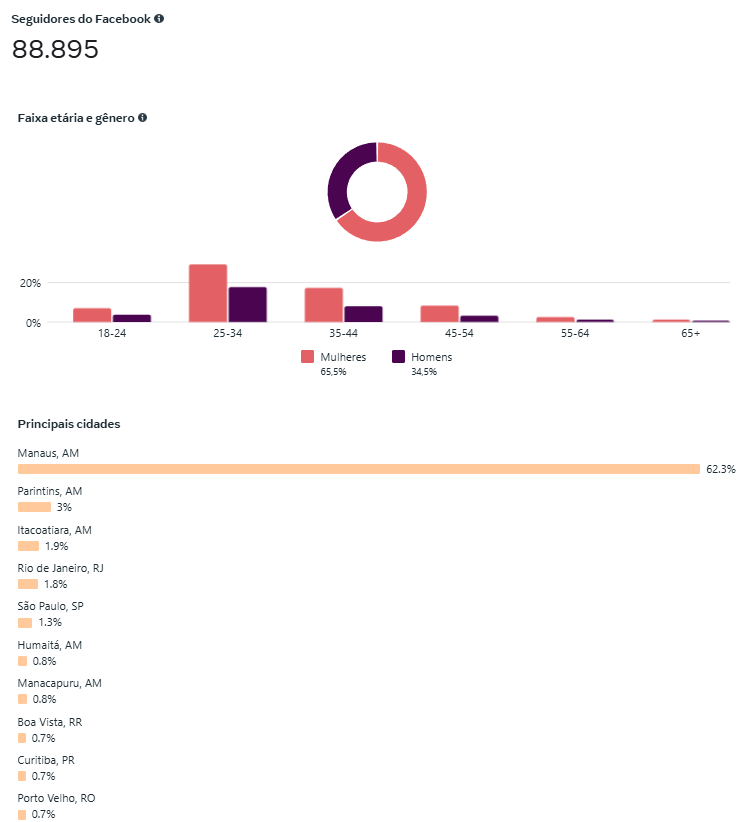 Seguidores do Facebook
88.895
Faixa etária e gênero
20%
0%
18-24 25-34 35-44 45-54 55-64 65+
Mulheres Homens
65,5% 34,5%
Principais cidades
Manaus, AM
62.3%
Parintins, AM
3%
Itacoatiara, AM
1.9%
Rio de Janeiro, RJ
1.8%
São Paulo, SP
1.3%
Humaitá, AM
0.8%
Manacapuru, AM
0.8%
Boa Vista, RR
0.7%
Curitiba, PR
0.7%
Porto Velho, RO
0.7%